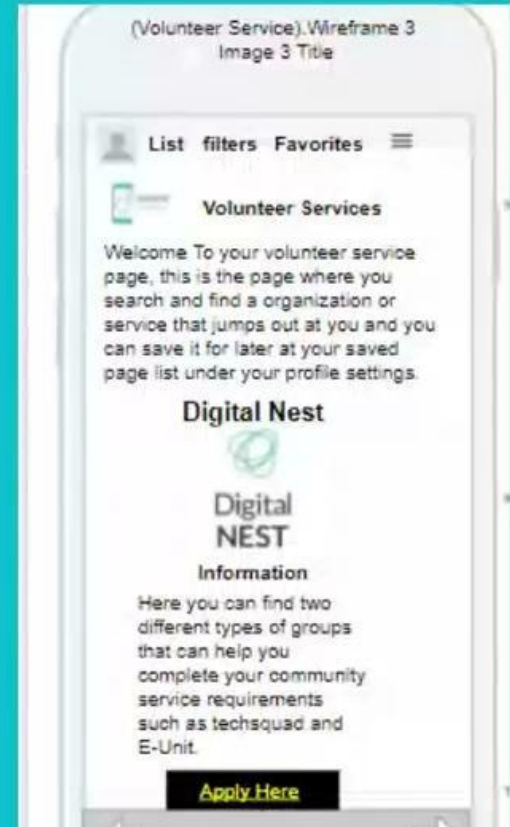 (Volunteer Service).Wireframe 3
Image 3 Title
List filters Favorites
Volunteer Services
Welcome To your volunteer service
page, this is the page where you
search and find a organization or
service that jumps out at you and you
can save it for later at your saved
page list under your profile settings.
Digital Nest
Digital
NEST
Information
Here you can find two
different types of groups
that can help you
complete your community
service requirements
such as techsquad and
E-Unit.
Apply Here